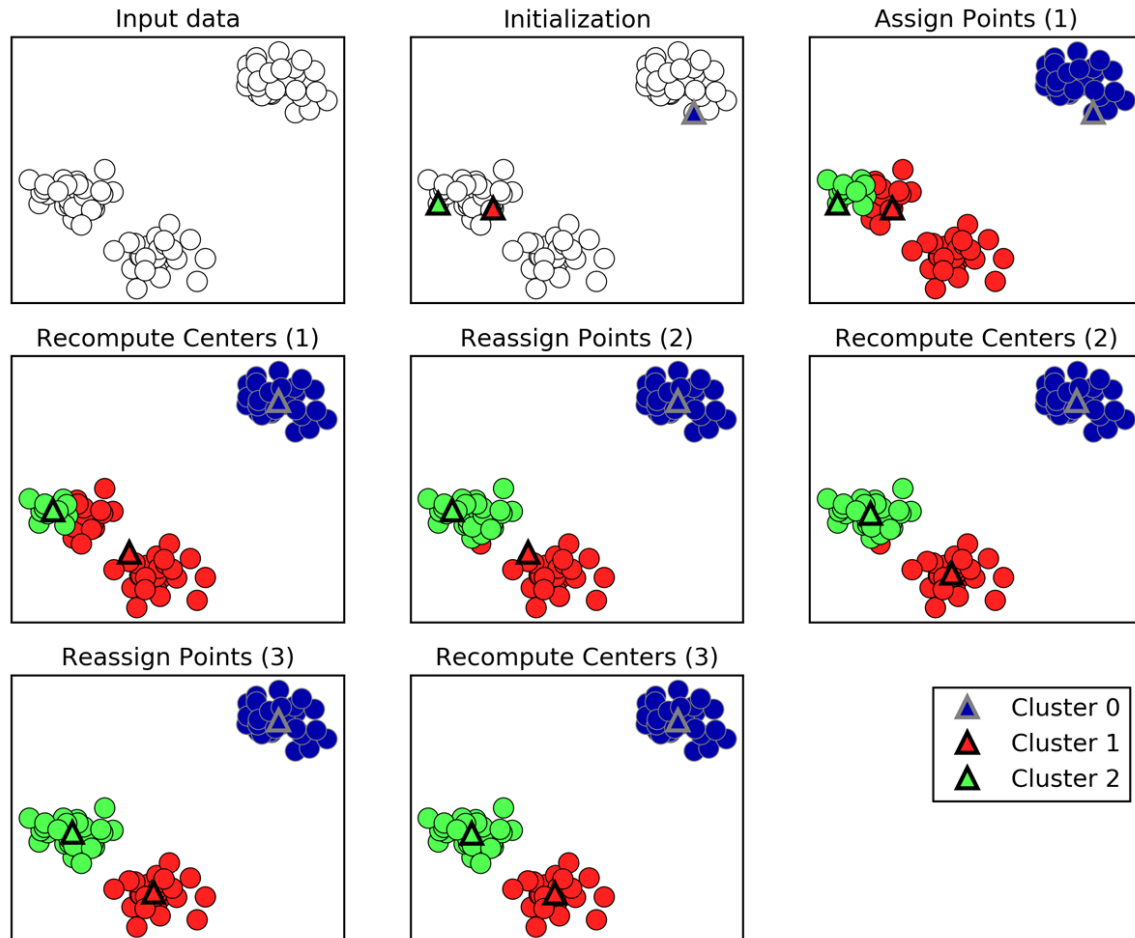 Input data
Initialization
Assign Points (1)
Recompute Centers (1)
Reassign Points (2)
Recompute Centers (2)
Reassign Points (3)
Recompute Centers (3)
Cluster 0
Cluster 1
Cluster 2